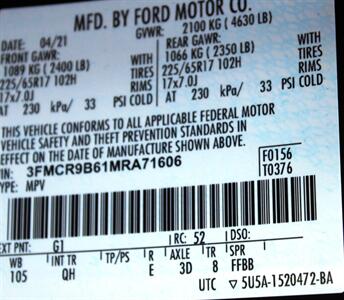 MFD. BY FORD MOTOR CO.
DATE: 04/21 GVWR: 2100 KG ( 4630 LB)
FRONT GAWR: REAR GAWR:
1089 KG ( 2400 LB) 1066 KG ( 2350 LB)
225/65R17 102H TIRES 225/65R17 102H TIRES
17x7.0J RIMS 17x7.0J RIMS
AT 230 kPa/ 33 PSI COLD AT 230 kPa/ 33 PSI COLD
THIS VEHICLE CONFORMS TO ALL APPLICABLE FEDERAL MOTOR
VEHICLE SAFETY AND THEFT PREVENTION STANDARDS IN
EFFECT ON THE DATE OF MANUFACTURE SHOWN ABOVE.
VIN: 3FMCR9B61MRA71606 F0156
TYPE: MPV T0376
EXT PNT: G1 RC: 52 DSO:
WB INT TR TP/PS R AXLE TR SPR
105 QH E 3D 8 FFBB
UTC ▽5U5A-1520472-BA